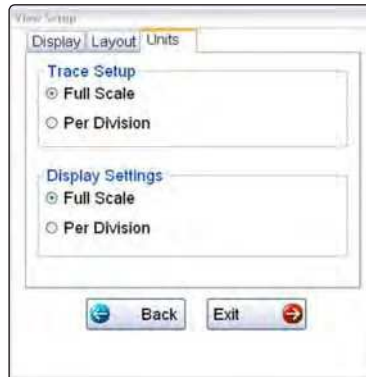 View Setup
Display Layout Units
Trace Setup
Full Scale
Per Division
Display Settings
Full Scale
Per Division
Back Exit